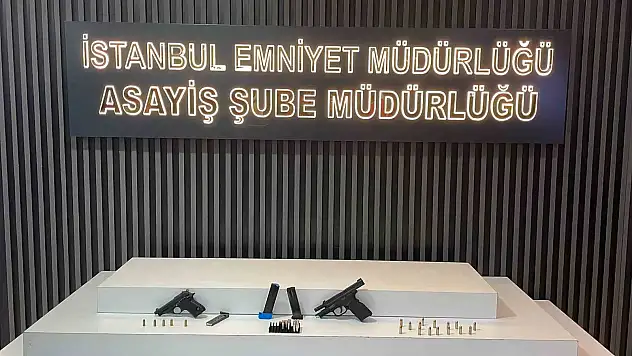 İSTANBUL EMNİYET MÜDÜRLÜĞÜ
ASAYİŞ ŞUBE MÜDÜRLÜĞÜ